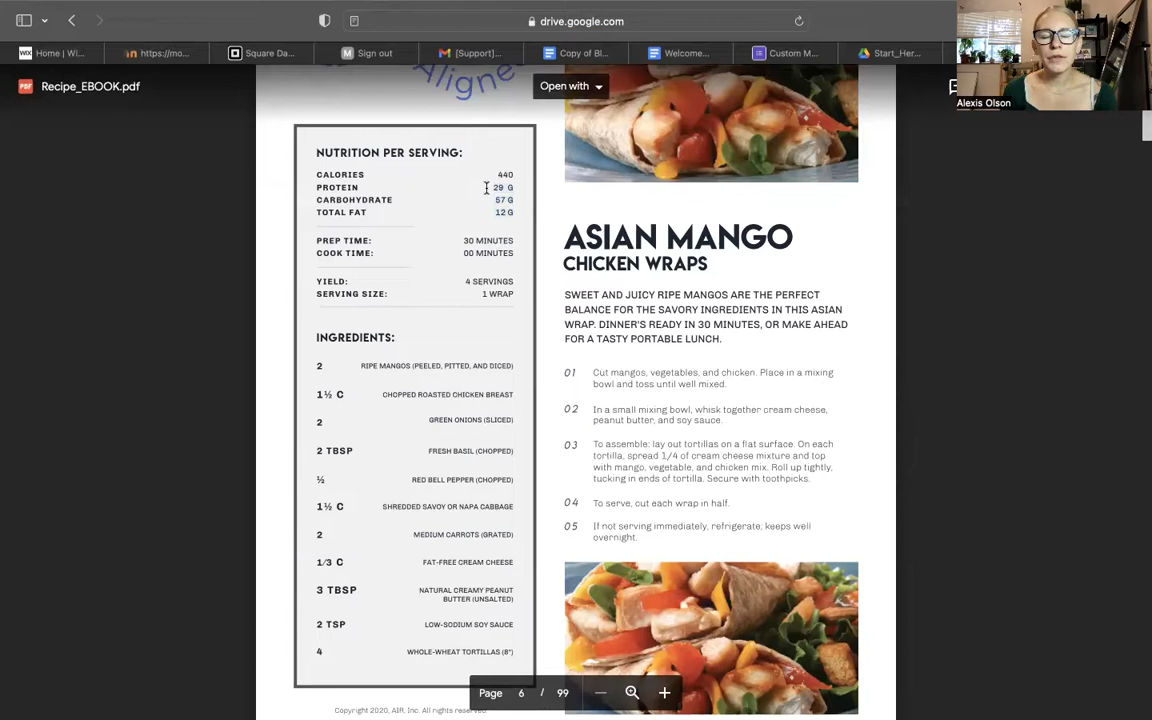 drive.google.com
Home | Wi...
https://mo...
Square Da...
Sign out
[Support]...
Copy of Bl...
Welcome...
Custom M...
Start_Her...
Recipe_EBOOK.pdf
Open with
Alexis Olson
Aligne
NUTRITION PER SERVING:
CALORIES 440
PROTEIN 29 G
CARBOHYDRATE 57 G
TOTAL FAT 12 G
PREP TIME: 30 MINUTES
COOK TIME: 00 MINUTES
YIELD: 4 SERVINGS
SERVING SIZE: 1 WRAP
INGREDIENTS:
2 RIPE MANGOS (PEELED, PITTED, AND DICED)
1½ C CHOPPED ROASTED CHICKEN BREAST
2 GREEN ONIONS (SLICED)
2 TBSP FRESH BASIL (CHOPPED)
½ RED BELL PEPPER (CHOPPED)
1½ C SHREDDED SAVOY OR NAPA CABBAGE
2 MEDIUM CARROTS (GRATED)
1/3 C FAT-FREE CREAM CHEESE
3 TBSP NATURAL CREAMY PEANUT
BUTTER (UNSALTED)
2 TSP LOW-SODIUM SOY SAUCE
4 WHOLE-WHEAT TORTILLAS (8")
ASIAN MANGO
CHICKEN WRAPS
SWEET AND JUICY RIPE MANGOS ARE THE PERFECT
BALANCE FOR THE SAVORY INGREDIENTS IN THIS ASIAN
WRAP. DINNER'S READY IN 30 MINUTES, OR MAKE AHEAD
FOR A TASTY PORTABLE LUNCH.
01 Cut mangos, vegetables, and chicken. Place in a mixing
bowl and toss until well mixed.
02 In a small mixing bowl, whisk together cream cheese,
peanut butter, and soy sauce.
03 To assemble: lay out tortillas on a flat surface. On each
tortilla, spread 1/4 of cream cheese mixture and top
with mango, vegetable, and chicken mix. Roll up tightly,
tucking in ends of tortilla. Secure with toothpicks.
04 To serve, cut each wrap in half.
05 If not serving immediately, refrigerate; keeps well
overnight.
Page 6 / 99
Copyright 2020, AIR, Inc. All rights reserved